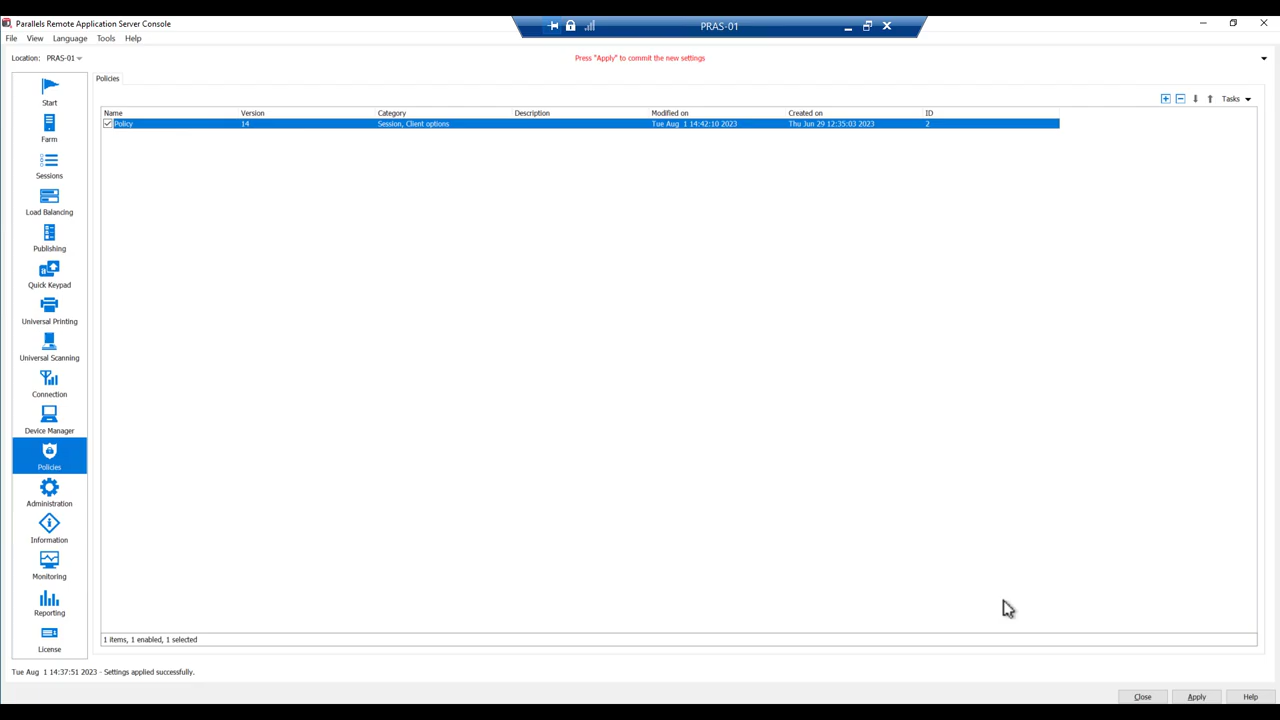 Parallels Remote Application Server Console
PRAS-01
File View Language Tools Help
Location: PRAS-01
Press "Apply" to commit the new settings
Start
Farm
Sessions
Load Balancing
Publishing
Quick Keypad
Universal Printing
Universal Scanning
Connection
Device Manager
Policies
Administration
Information
Monitoring
Reporting
License
Policies
Tasks
Name Version Category Description Modified on Created on ID
Policy 14 Session, Client options Tue Aug 1 14:42:10 2023 Thu Jun 29 12:35:03 2023 2
1 items, 1 enabled, 1 selected
Tue Aug 1 14:37:51 2023 - Settings applied successfully.
Close Apply Help